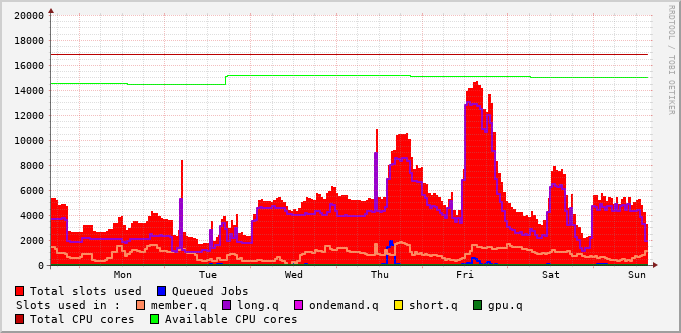 RRDTOOL / TOBI OETIKER
20000
18000
16000
14000
12000
10000
8000
6000
4000
2000
0
Mon Tue Wed Thu Fri Sat Sun
Total slots used Queued Jobs
Slots used in : member.q long.q ondemand.q short.q gpu.q
Total CPU cores Available CPU cores